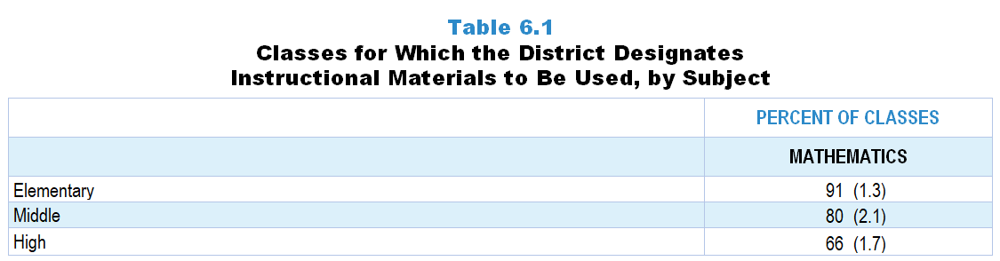 Table 6.1
Classes for Which the District Designates
Instructional Materials to Be Used, by Subject
PERCENT OF CLASSES
MATHEMATICS
Elementary 91 (1.3)
Middle 80 (2.1)
High 66 (1.7)